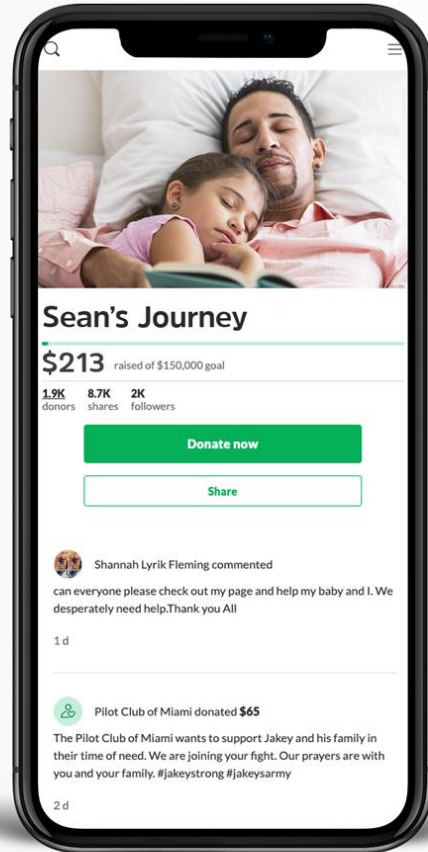 Sean's Journey
$213 raised of $150,000 goal
1.9K 8.7K 2K
donors shares followers
Donate now
Share
Shannah Lyrik Fleming commented
can everyone please check out my page and help my baby and I. We
desperately need help.Thank you All
1 d
Pilot Club of Miami donated $65
The Pilot Club of Miami wants to support Jakey and his family in
their time of need. We are joining your fight. Our prayers are with
you and your family. #jakeystrong #jakeysarmy
2 d